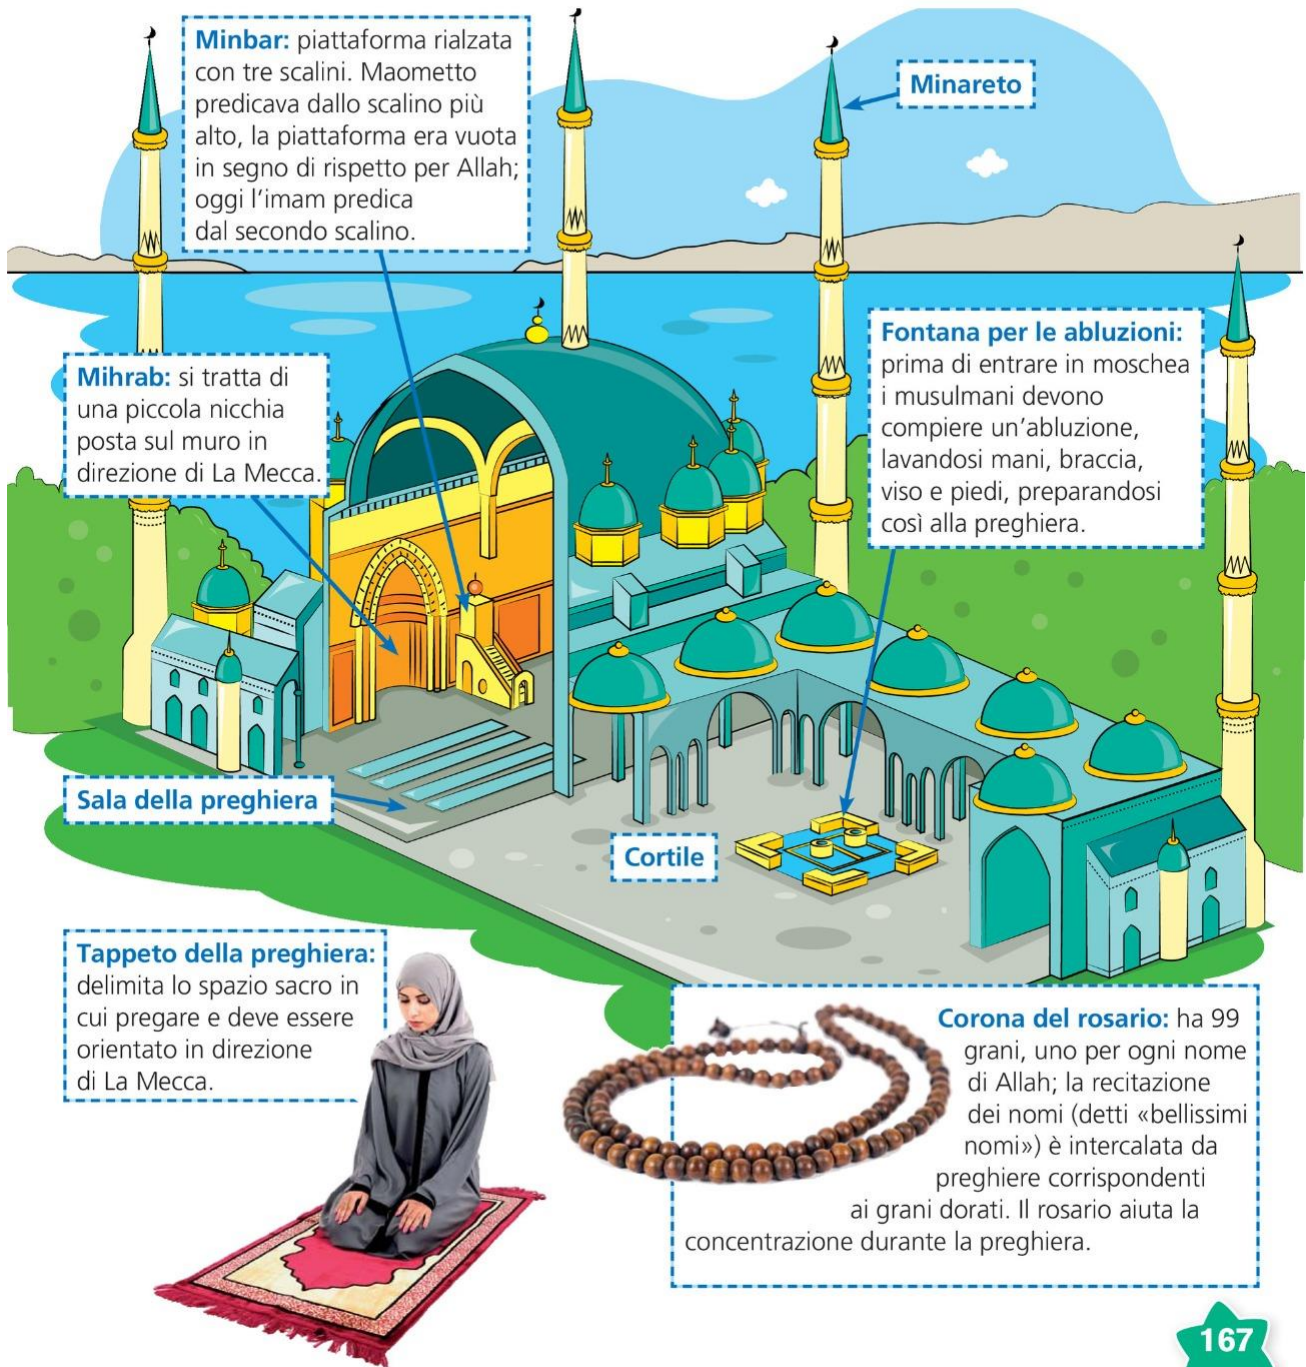 Minbar: piattaforma rialzata
con tre scalini. Maometto
predicava dallo scalino più
alto, la piattaforma era vuota
in segno di rispetto per Allah;
oggi l'imam predica
dal secondo scalino.
Minareto
Mihrab: si tratta di
una piccola nicchia
posta sul muro in
direzione di La Mecca.
Fontana per le abluzioni:
prima di entrare in moschea
i musulmani devono
compiere un'abluzione,
lavandosi mani, braccia,
viso e piedi, preparandosi
così alla preghiera.
Sala della preghiera
Cortile
Tappeto della preghiera:
delimita lo spazio sacro in
cui pregare e deve essere
orientato in direzione
di La Mecca.
Corona del rosario: ha 99
grani, uno per ogni nome
di Allah; la recitazione
dei nomi (detti «bellissimi
nomi») è intercalata da
preghiere corrispondenti
ai grani dorati. Il rosario aiuta la
concentrazione durante la preghiera.
167